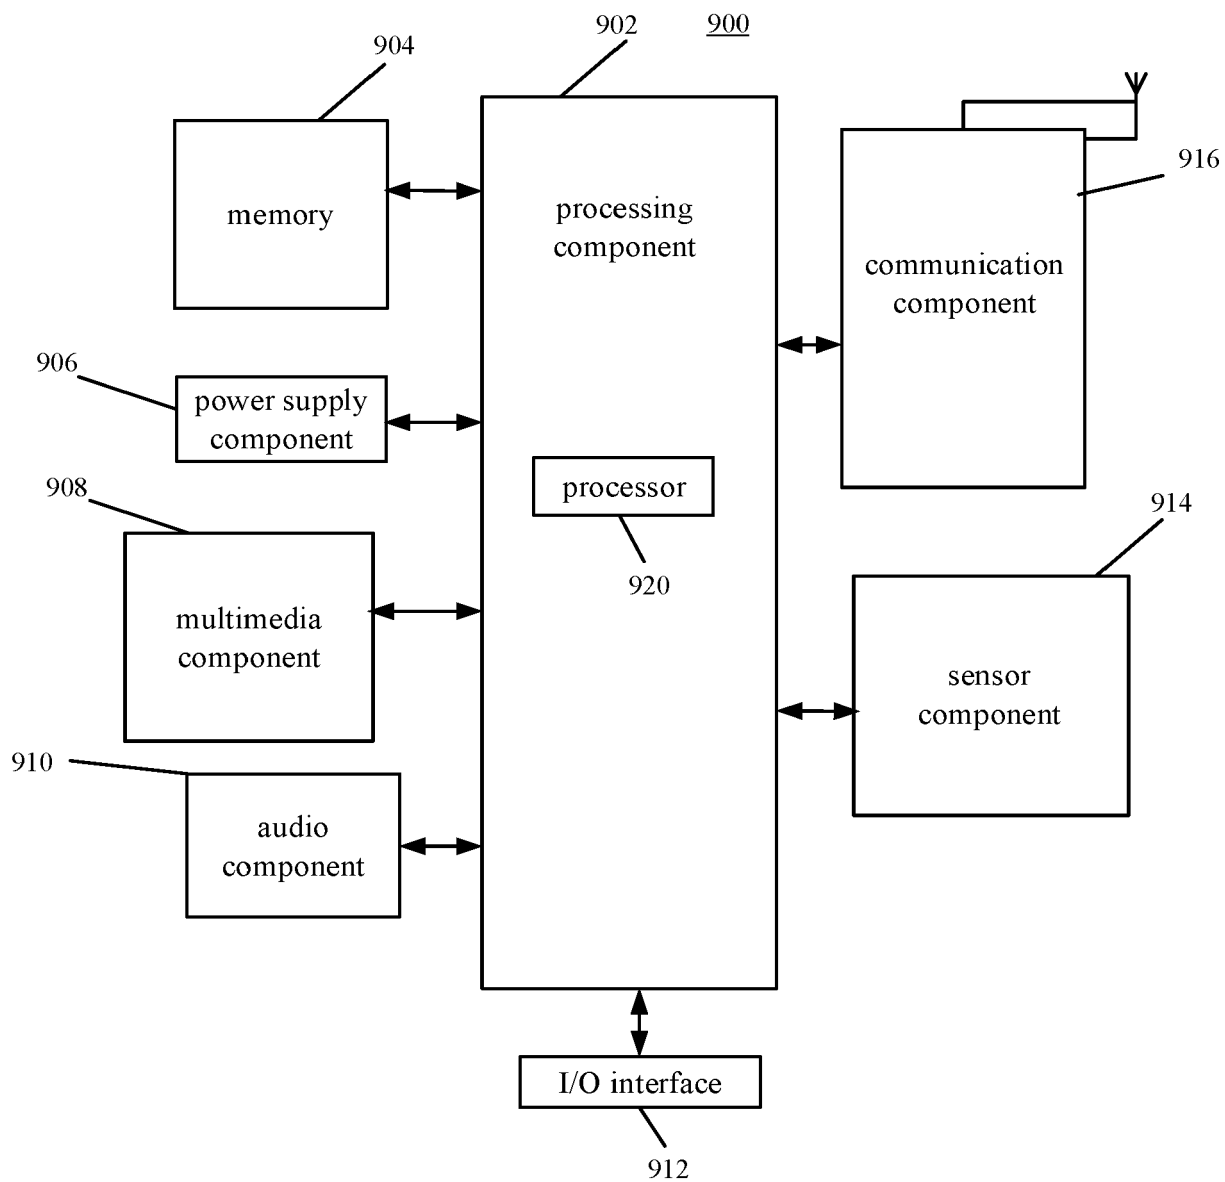 902
900
904
916
memory
processing
component
communication
component
906
power supply
component
908
processor
914
920
multimedia
component
sensor
component
910
audio
component
I/O interface
912